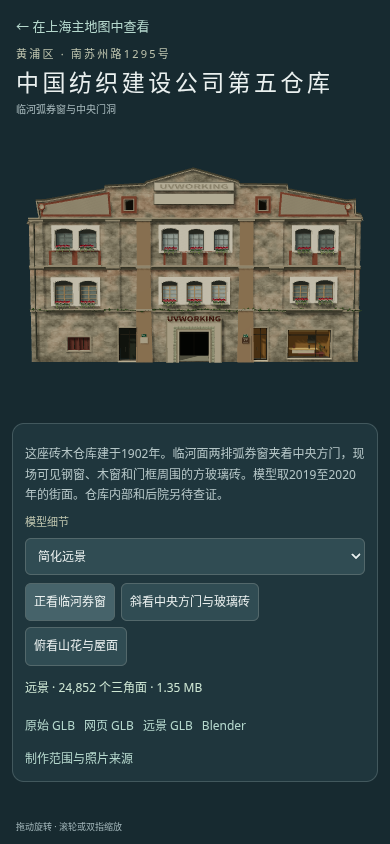 ← 在上海主地图中查看
黄浦区 · 南苏州路1295号
中国纺织建设公司第五仓库
临河弧券窗与中央门洞
UVWORKING
UVWORKING
这座砖木仓库建于1902年。临河面两排弧券窗夹着中央方门，现
场可见钢窗、木窗和门框周围的方玻璃砖。模型取2019至2020
年的街面。仓库内部和后院另待查证。
模型细节
简化远景
正看临河券窗 斜看中央方门与玻璃砖
俯看山花与屋面
远景 · 24,852 个三角面 · 1.35 MB
原始 GLB 网页 GLB 远景 GLB Blender
制作范围与照片来源
拖动旋转 · 滚轮或双指缩放